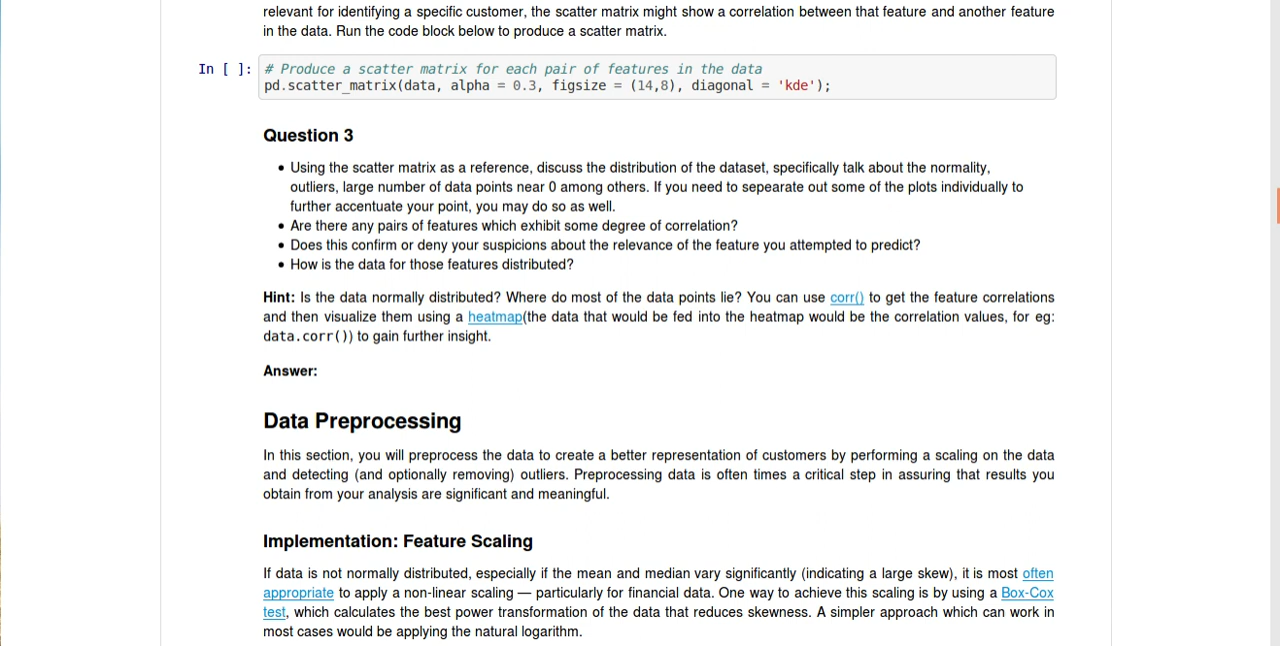 relevant for identifying a specific customer, the scatter matrix might show a correlation between that feature and another feature
in the data. Run the code block below to produce a scatter matrix.
In [ ]: # Produce a scatter matrix for each pair of features in the data
pd.scatter_matrix(data, alpha = 0.3, figsize = (14,8), diagonal = 'kde');
Question 3
• Using the scatter matrix as a reference, discuss the distribution of the dataset, specifically talk about the normality,
outliers, large number of data points near 0 among others. If you need to sepearate out some of the plots individually to
further accentuate your point, you may do so as well.
• Are there any pairs of features which exhibit some degree of correlation?
• Does this confirm or deny your suspicions about the relevance of the feature you attempted to predict?
• How is the data for those features distributed?
Hint: Is the data normally distributed? Where do most of the data points lie? You can use corr() to get the feature correlations
and then visualize them using a heatmap(the data that would be fed into the heatmap would be the correlation values, for eg:
data.corr()) to gain further insight.
Answer:
Data Preprocessing
In this section, you will preprocess the data to create a better representation of customers by performing a scaling on the data
and detecting (and optionally removing) outliers. Preprocessing data is often times a critical step in assuring that results you
obtain from your analysis are significant and meaningful.
Implementation: Feature Scaling
If data is not normally distributed, especially if the mean and median vary significantly (indicating a large skew), it is most often
appropriate to apply a non-linear scaling — particularly for financial data. One way to achieve this scaling is by using a Box-Cox
test, which calculates the best power transformation of the data that reduces skewness. A simpler approach which can work in
most cases would be applying the natural logarithm.